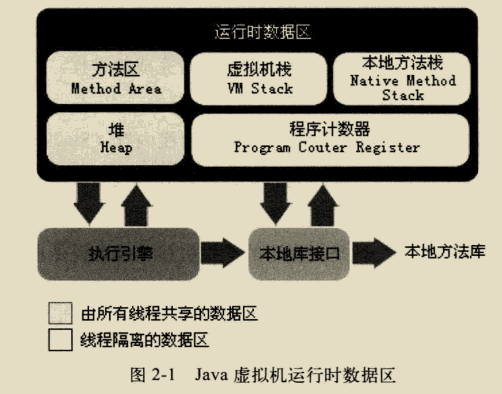 运行时数据区
方法区
Method Area
虚拟机栈
VM Stack
本地方法栈
Native Method
Stack
堆
Heap
程序计数器
Program Couter Register
执行引擎
本地库接口
本地方法库
由所有线程共享的数据区
线程隔离的数据区
图 2-1 Java 虚拟机运行时数据区